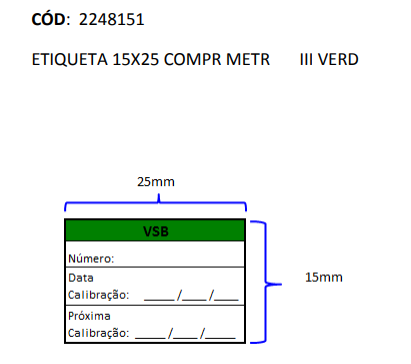 CÓD: 2248151
ETIQUETA 15X25 COMPR METR III VERD
25mm
VSB
Número:
15mm
Data
Calibração: _____/____/____
Próxima
Calibração: _____/____/_____